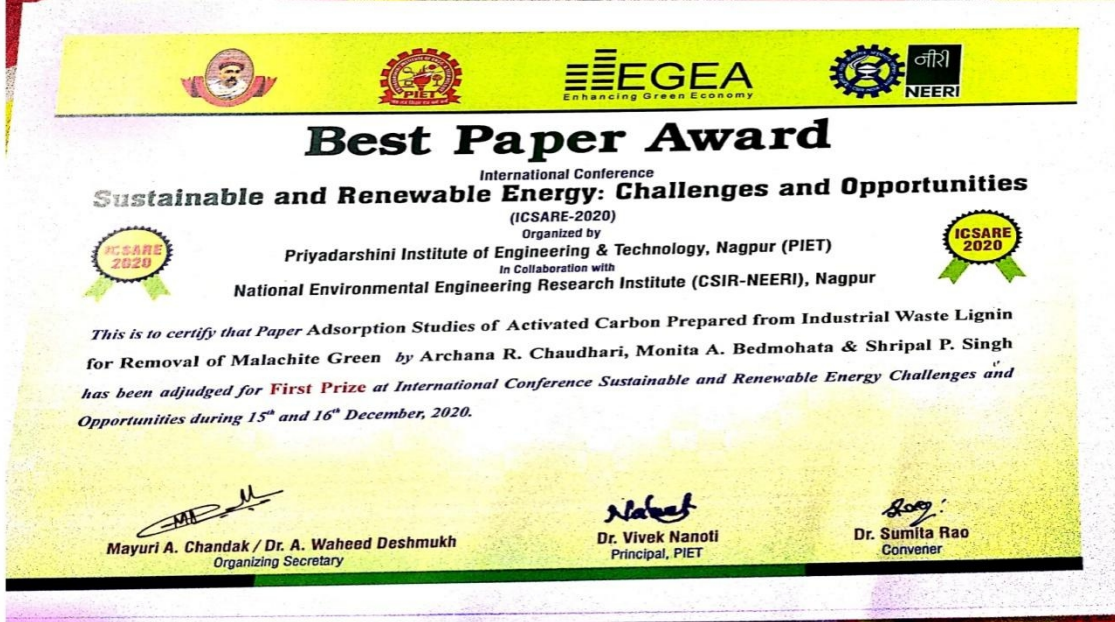 PIET
EGEA
Enhancing Green Economy
नीरी
NEERI
Best Paper Award
International Conference
Sustainable and Renewable Energy: Challenges and Opportunities
(ICSARE-2020)
Organized by
Priyadarshini Institute of Engineering & Technology, Nagpur (PIET)
In Collaboration with
National Environmental Engineering Research Institute (CSIR-NEERI), Nagpur
ICSARE
2020
ICSARE
2020
This is to certify that Paper Adsorption Studies of Activated Carbon Prepared from Industrial Waste Lignin
for Removal of Malachite Green by Archana R. Chaudhari, Monita A. Bedmohata & Shripal P. Singh
has been adjudged for First Prize at International Conference Sustainable and Renewable Energy Challenges and
Opportunities during 15th and 16th December, 2020.
Mayuri A. Chandak / Dr. A. Waheed Deshmukh
Organizing Secretary
Dr. Vivek Nanoti
Principal, PIET
Dr. Sumita Rao
Convener